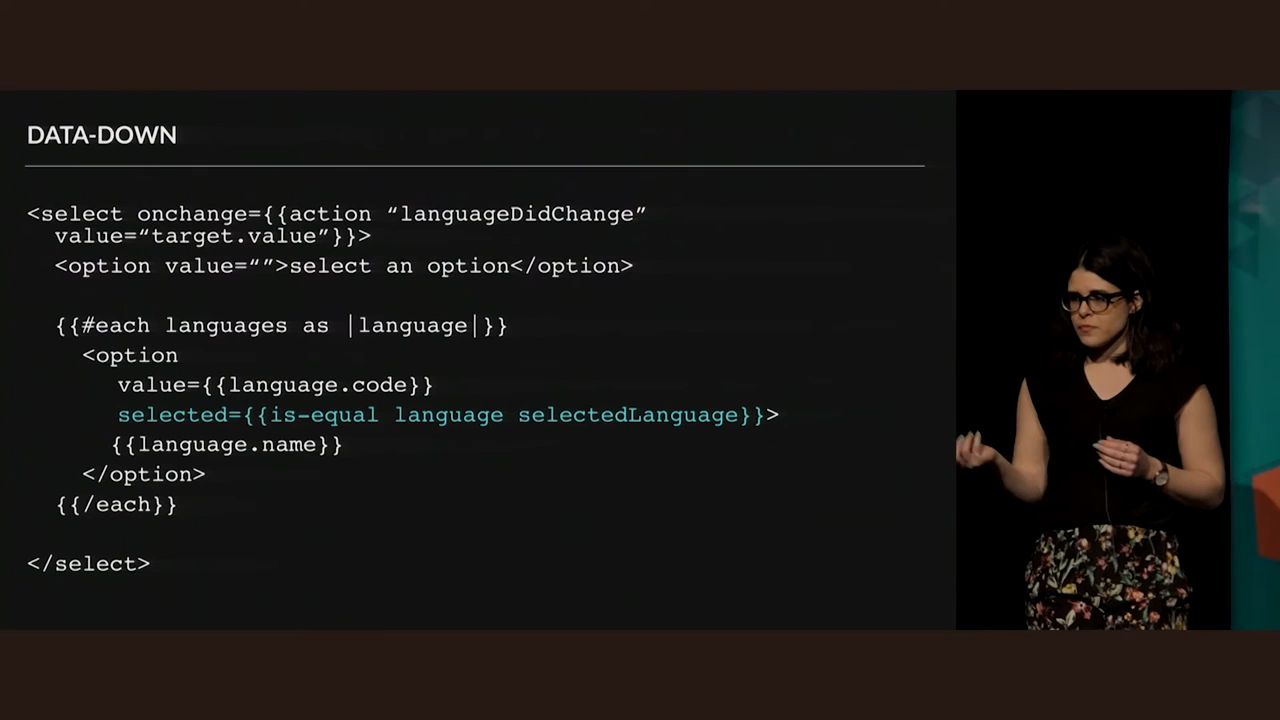 DATA-DOWN
<select onchange={{action “languageDidChange”
value=“target.value”}}>
<option value=“”>select an option</option>
{{#each languages as |language|}}
<option
value={{language.code}}
selected={{is-equal language selectedLanguage}}>
{{language.name}}
</option>
{{/each}}
</select>